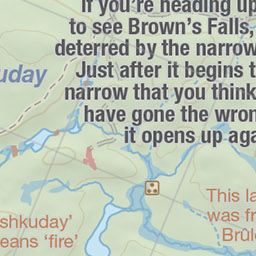 If you're heading up
to see Brown's Falls,
deterred by the narrow
Just after it begins t
narrow that you think
have gone the wron
it opens up aga
uday
This la
was fr
Brûl
shkuday'
eans 'fire'